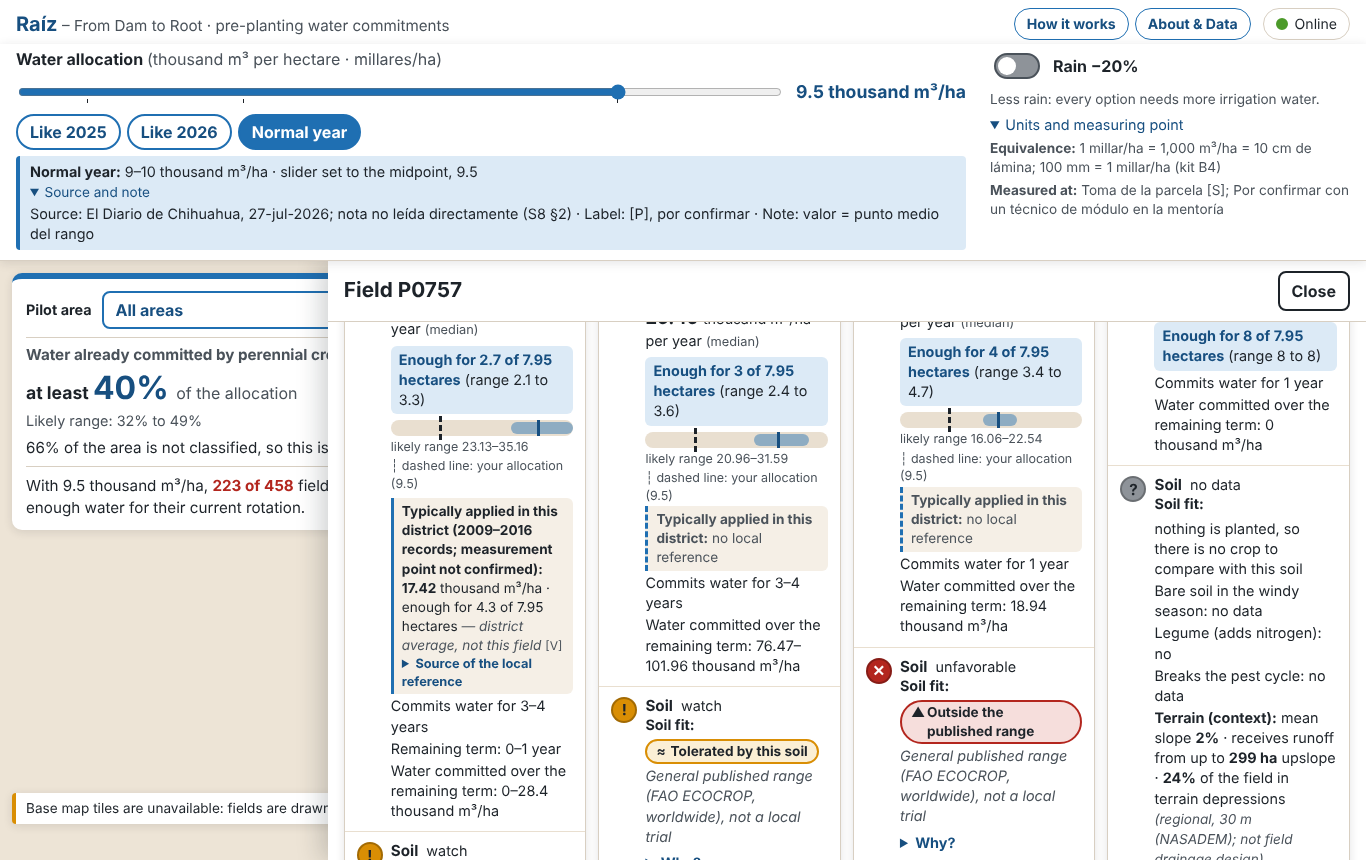 Raíz – From Dam to Root · pre-planting water commitments
How it works
About & Data
Online
Water allocation (thousand m³ per hectare · millares/ha)
9.5 thousand m³/ha
Like 2025
Like 2026
Normal year
Normal year: 9–10 thousand m³/ha · slider set to the midpoint, 9.5
▼ Source and note
Source: El Diario de Chihuahua, 27-jul-2026; nota no leída directamente (S8 §2) · Label: [P], por confirmar · Note: valor = punto medio
del rango
Rain −20%
Less rain: every option needs more irrigation water.
▼ Units and measuring point
Equivalence: 1 millar/ha = 1,000 m³/ha = 10 cm de
lámina; 100 mm = 1 millar/ha (kit B4)
Measured at: Toma de la parcela [S]; Por confirmar con
un técnico de módulo en la mentoría
Pilot area
All areas
Water already committed by perennial cr
at least 40% of the allocation
Likely range: 32% to 49%
66% of the area is not classified, so this is
With 9.5 thousand m³/ha, 223 of 458 field
enough water for their current rotation.
Base map tiles are unavailable: fields are drawn
Field P0757
Close
year (median)
Enough for 2.7 of 7.95
hectares (range 2.1 to
3.3)
likely range 23.13–35.16
┆ dashed line: your allocation
(9.5)
Typically applied in this
district (2009–2016
records; measurement
point not confirmed):
17.42 thousand m³/ha ·
enough for 4.3 of 7.95
hectares — district
average, not this field [V]
▶ Source of the local
reference
Commits water for 3–4
years
Remaining term: 0–1 year
Water committed over the
remaining term: 0–28.4
thousand m³/ha
! Soil watch
per year (median)
Enough for 3 of 7.95
hectares (range 2.4 to
3.6)
likely range 20.96–31.59
┆ dashed line: your allocation
(9.5)
Typically applied in this
district: no local
reference
Commits water for 3–4
years
Water committed over the
remaining term: 76.47–
101.96 thousand m³/ha
! Soil watch
Soil fit:
≈ Tolerated by this soil
General published range
(FAO ECOCROP,
worldwide), not a local
trial
per year (median)
Enough for 4 of 7.95
hectares (range 3.4 to
4.7)
likely range 16.06–22.54
┆ dashed line: your allocation
(9.5)
Typically applied in this
district: no local
reference
Commits water for 1 year
Water committed over the
remaining term: 18.94
thousand m³/ha
✕ Soil unfavorable
Soil fit:
▲ Outside the
published range
General published range
(FAO ECOCROP,
worldwide), not a local
trial
▶ Why?
Enough for 8 of 7.95
hectares (range 8 to 8)
Commits water for 1 year
Water committed over the
remaining term: 0
thousand m³/ha
? Soil no data
Soil fit:
nothing is planted, so
there is no crop to
compare with this soil
Bare soil in the windy
season: no data
Legume (adds nitrogen):
no
Breaks the pest cycle: no
data
Terrain (context): mean
slope 2% · receives runoff
from up to 299 ha upslope
· 24% of the field in
terrain depressions
(regional, 30 m
(NASADEM); not field
drainage design)